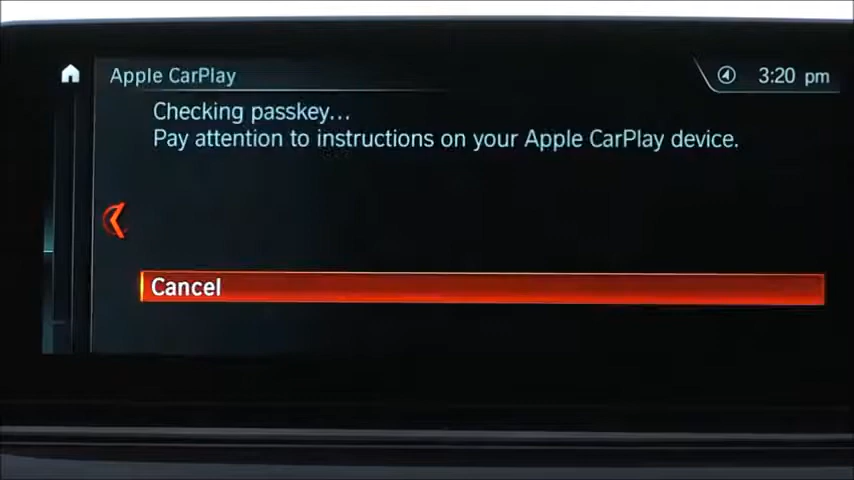 Apple CarPlay
3:20 pm
Checking passkey...
Pay attention to instructions on your Apple CarPlay device.
Cancel